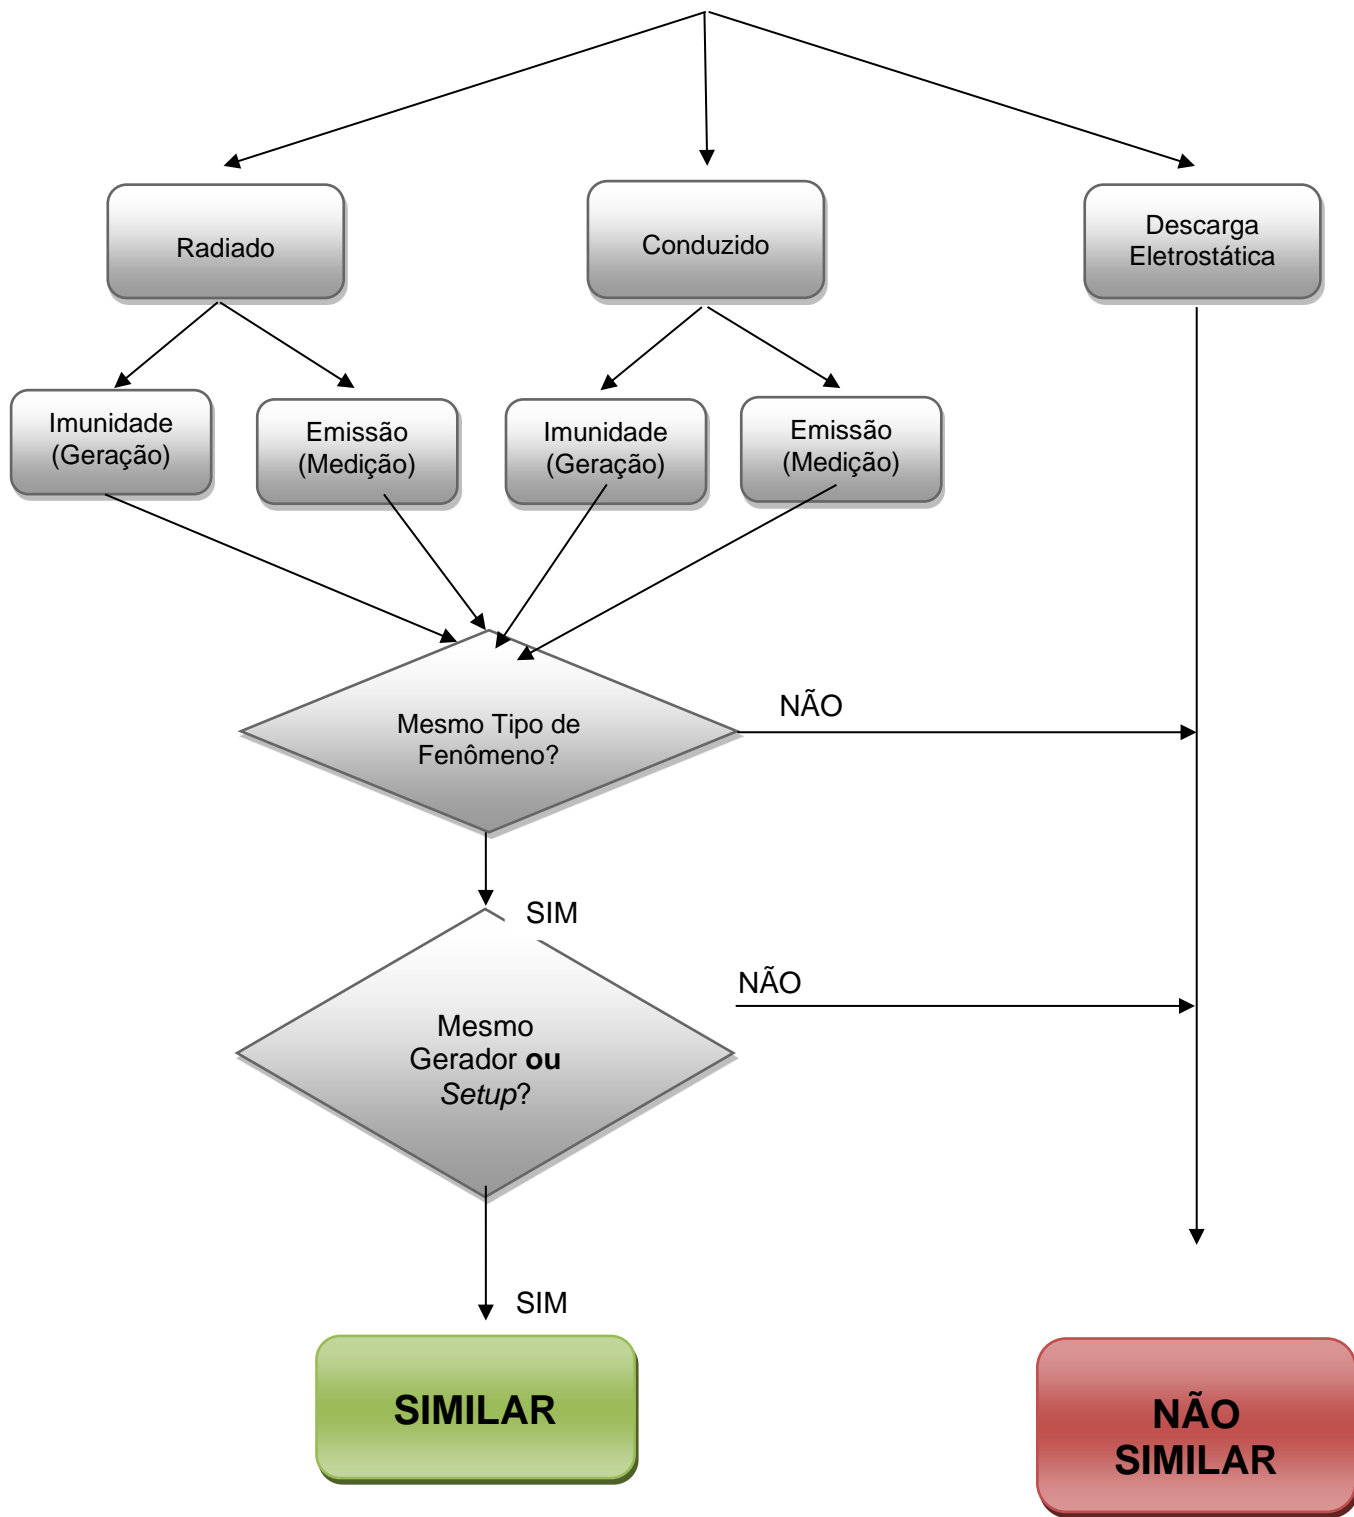 Radiado
Conduzido
Descarga
Eletrostática
Imunidade
(Geração)
Emissão
(Medição)
Imunidade
(Geração)
Emissão
(Medição)
Mesmo Tipo de
Fenômeno?
NÃO
SIM
Mesmo
Gerador ou
Setup?
NÃO
SIM
SIMILAR
NÃO
SIMILAR